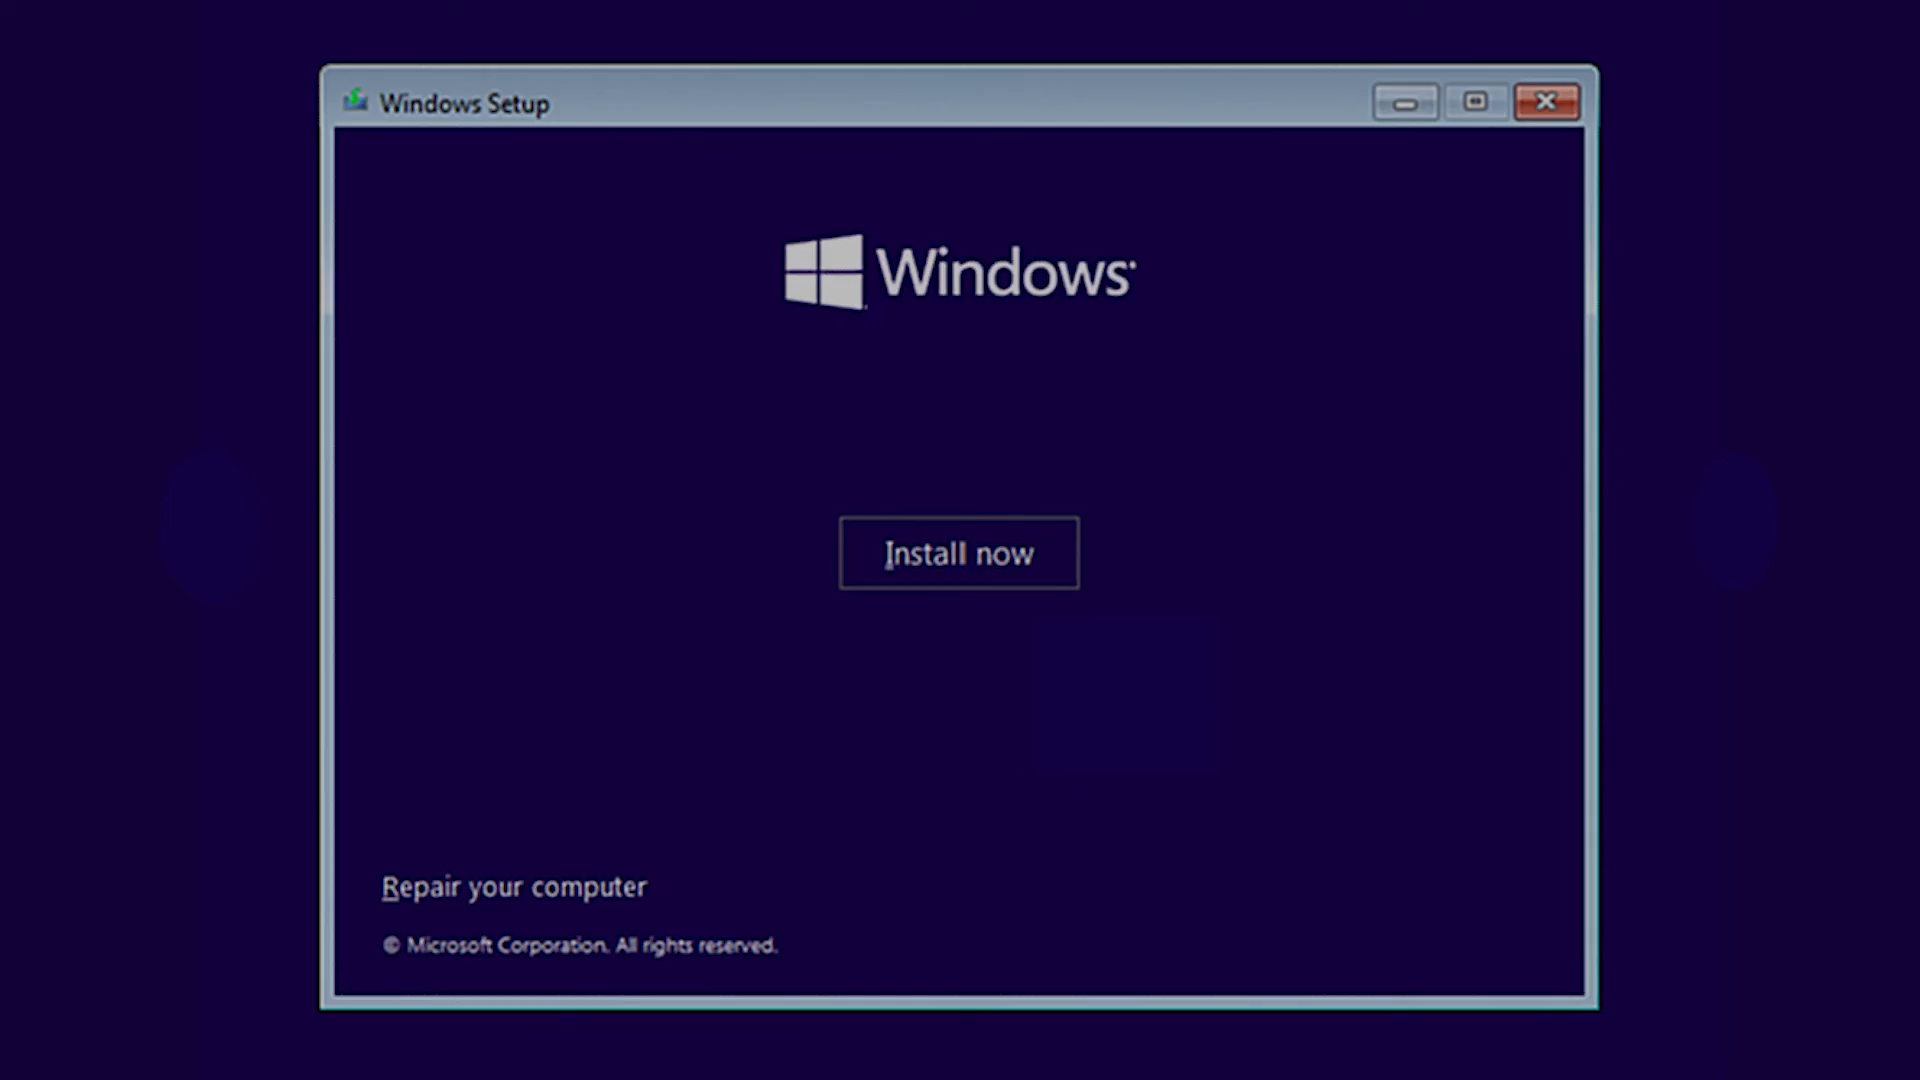 Windows Setup
Windows
Install now
Repair your computer
© Microsoft Corporation. All rights reserved.